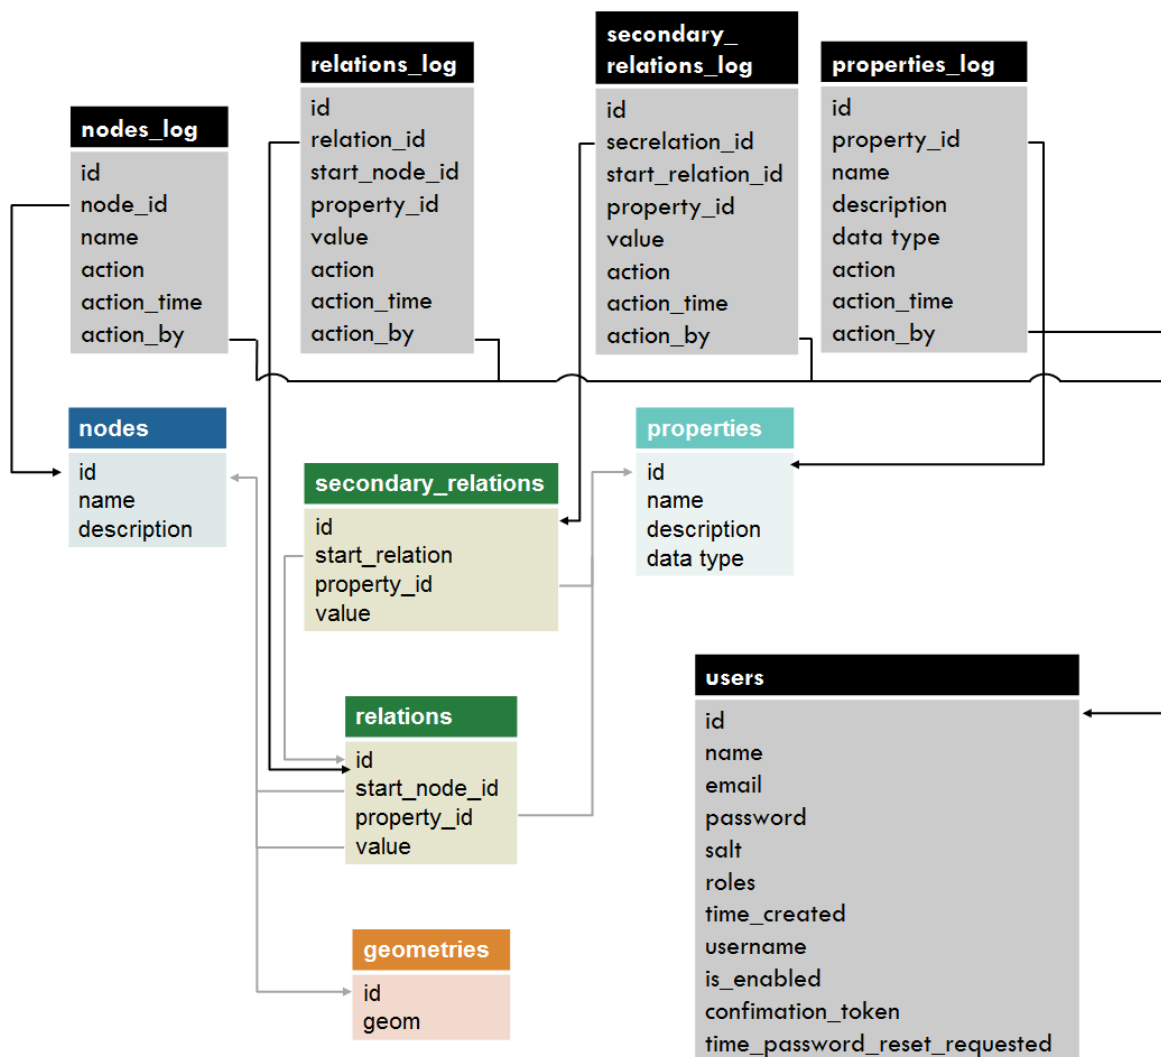 nodes_log
id
node_id
name
action
action_time
action_by
relations_log
id
relation_id
start_node_id
property_id
value
action
action_time
action_by
secondary_
relations_log
id
secrelation_id
start_relation_id
property_id
value
action
action_time
action_by
properties_log
id
property_id
name
description
data type
action
action_time
action_by
nodes
id
name
description
secondary_relations
id
start_relation
property_id
value
properties
id
name
description
data type
relations
id
start_node_id
property_id
value
geometries
id
geom
users
id
name
email
password
salt
roles
time_created
username
is_enabled
confimation_token
time_password_reset_requested